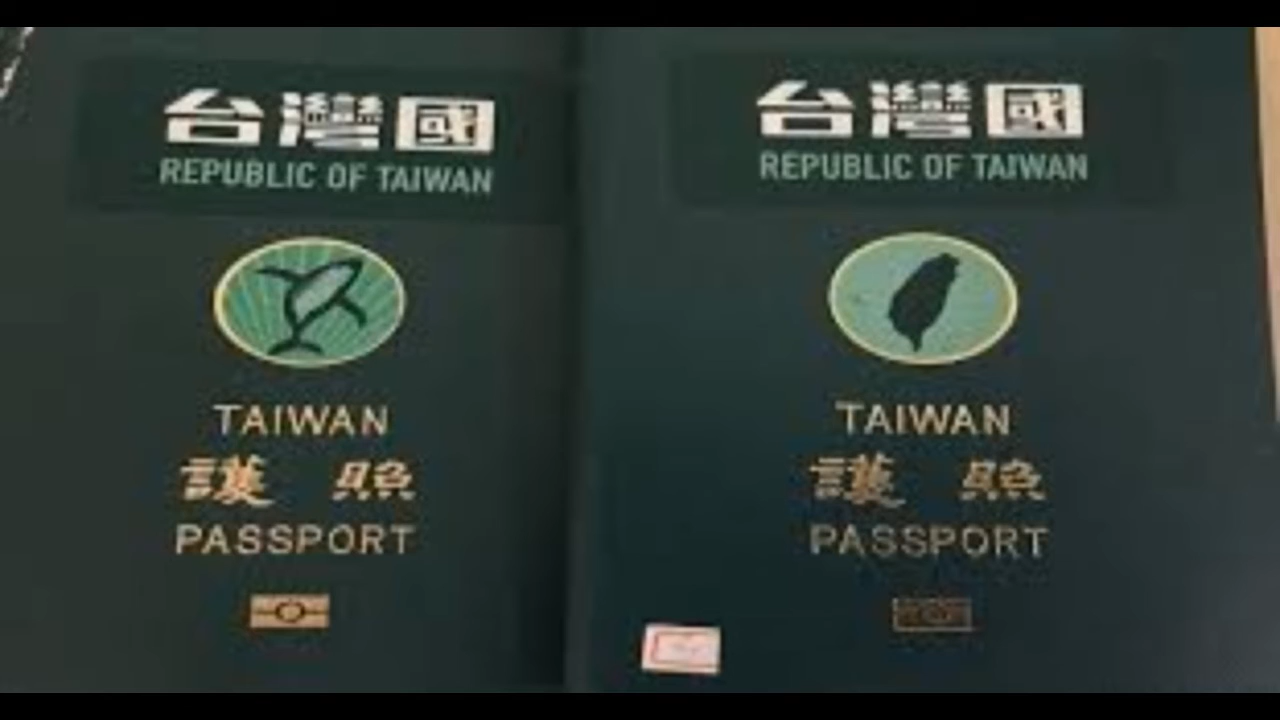 台灣國
REPUBLIC OF TAIWAN
TAIWAN
護照
PASSPORT
台灣國
REPUBLIC OF TAIWAN
TAIWAN
護照
PASSPORT